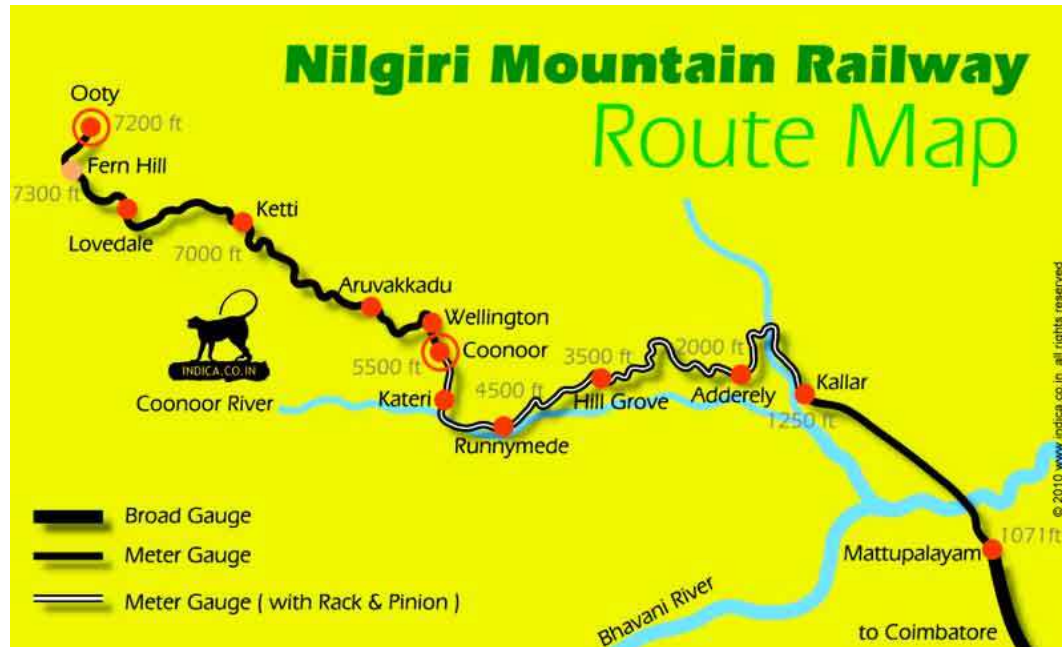 Nilgiri Mountain Railway
Route Map
Ooty
7200 ft
Fern Hill
7300 ft
Lovedale
Ketti
7000 ft
Aruvakkadu
Wellington
Coonoor
5500 ft
INDICA.CO.IN
Coonoor River
Kateri
4500 ft
Runnymede
3500 ft
Hill Grove
2000 ft
Adderely
Kallar
1250 ft
Broad Gauge
Meter Gauge
Meter Gauge ( with Rack & Pinion )
Mattupalayam
1071ft
Bhavani River
to Coimbatore
© 2010 www.indica.co.in, all rights reserved